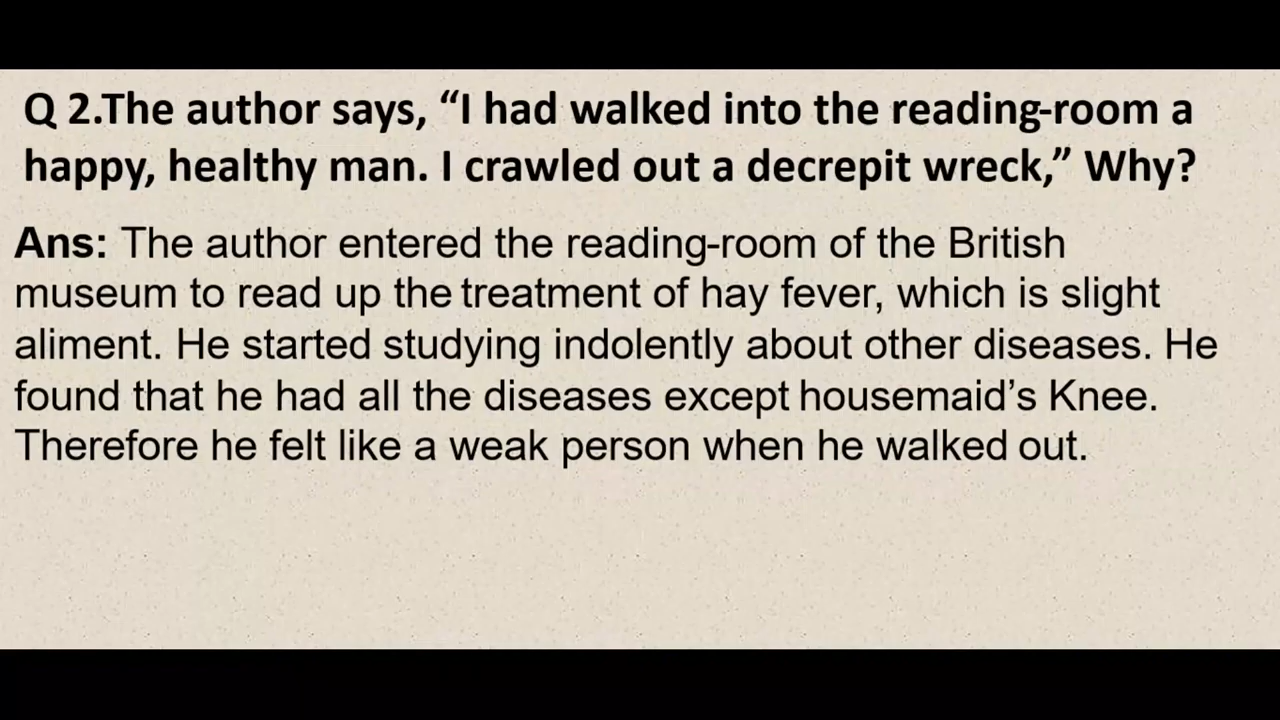 Q 2.The author says, “I had walked into the reading-room a
happy, healthy man. I crawled out a decrepit wreck,” Why?
Ans: The author entered the reading-room of the British
museum to read up the treatment of hay fever, which is slight
aliment. He started studying indolently about other diseases. He
found that he had all the diseases except housemaid’s Knee.
Therefore he felt like a weak person when he walked out.